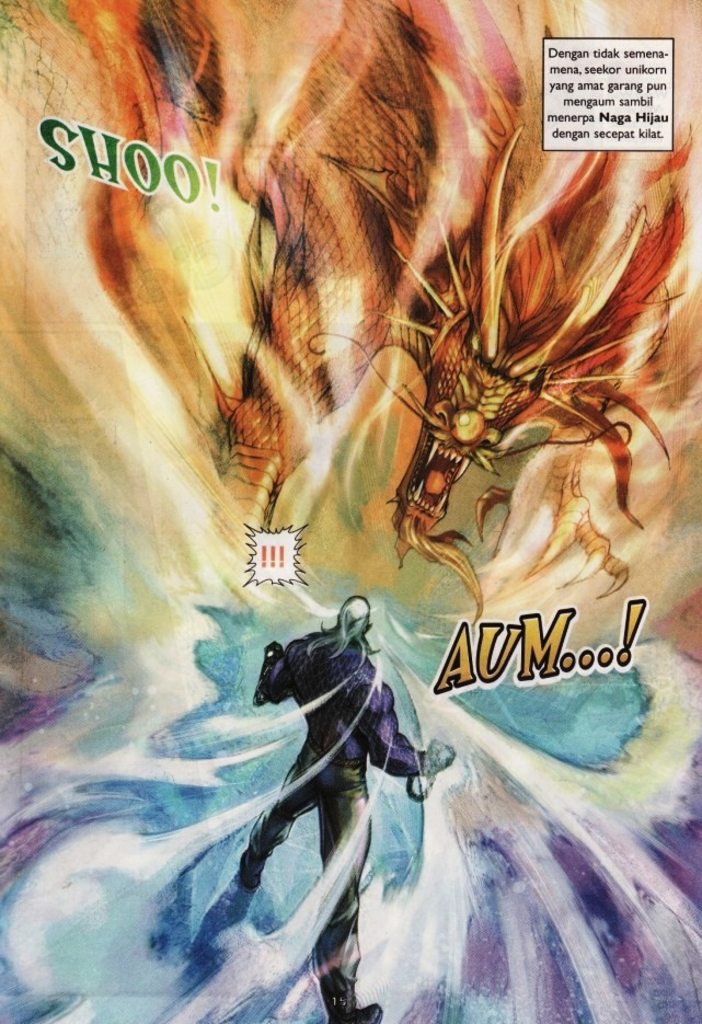 Dengan tidak semena-
mena, seekor unikorn
yang amat garang pun
mengaum sambil
menerpa Naga Hijau
dengan secepat kilat.
SHOO!
!!!
AUM....!
15